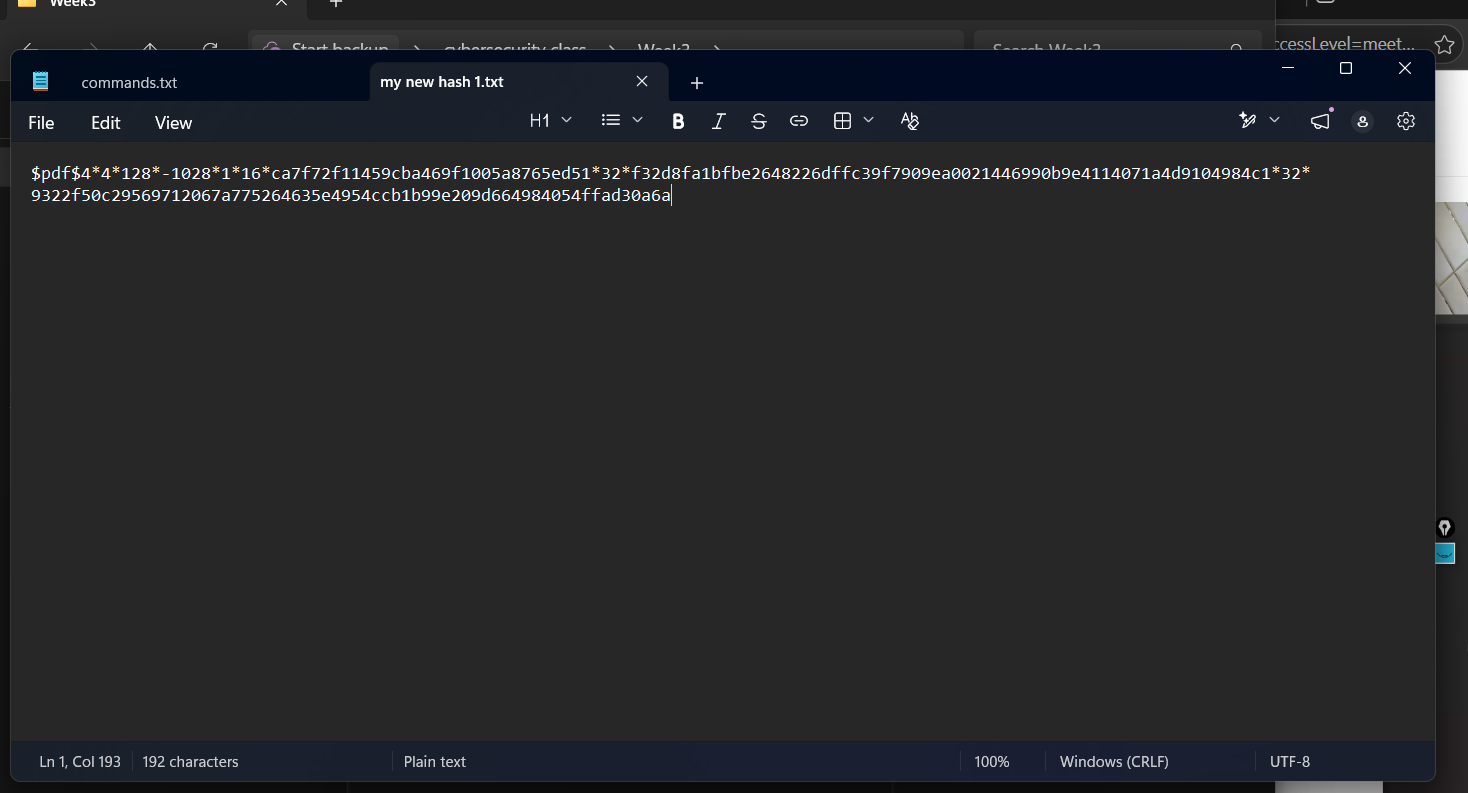 Week3
Start backup
cybersecurity class
Week3
Search Week3
ccessLevel=meet...
commands.txt
my new hash 1.txt
File
Edit
View
H1
$pdf$4*4*128*-1028*1*16*ca7f72f11459cba469f1005a8765ed51*32*f32d8fa1bfbe2648226dffc39f7909ea0021446990b9e4114071a4d9104984c1*32*
9322f50c29569712067a775264635e4954ccb1b99e209d664984054ffad30a6a
Ln 1, Col 193
192 characters
Plain text
100%
Windows (CRLF)
UTF-8